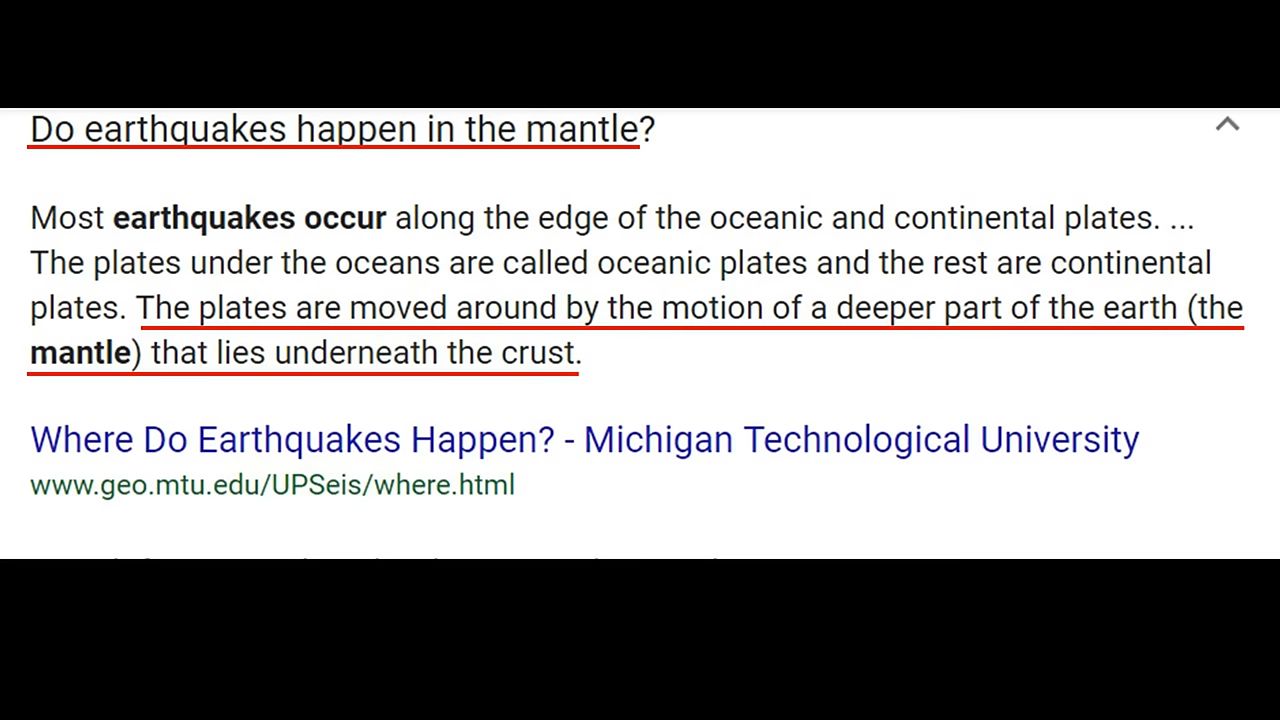 Do earthquakes happen in the mantle?
Most earthquakes occur along the edge of the oceanic and continental plates. ...
The plates under the oceans are called oceanic plates and the rest are continental
plates. The plates are moved around by the motion of a deeper part of the earth (the
mantle) that lies underneath the crust.
Where Do Earthquakes Happen? - Michigan Technological University
www.geo.mtu.edu/UPSeis/where.html